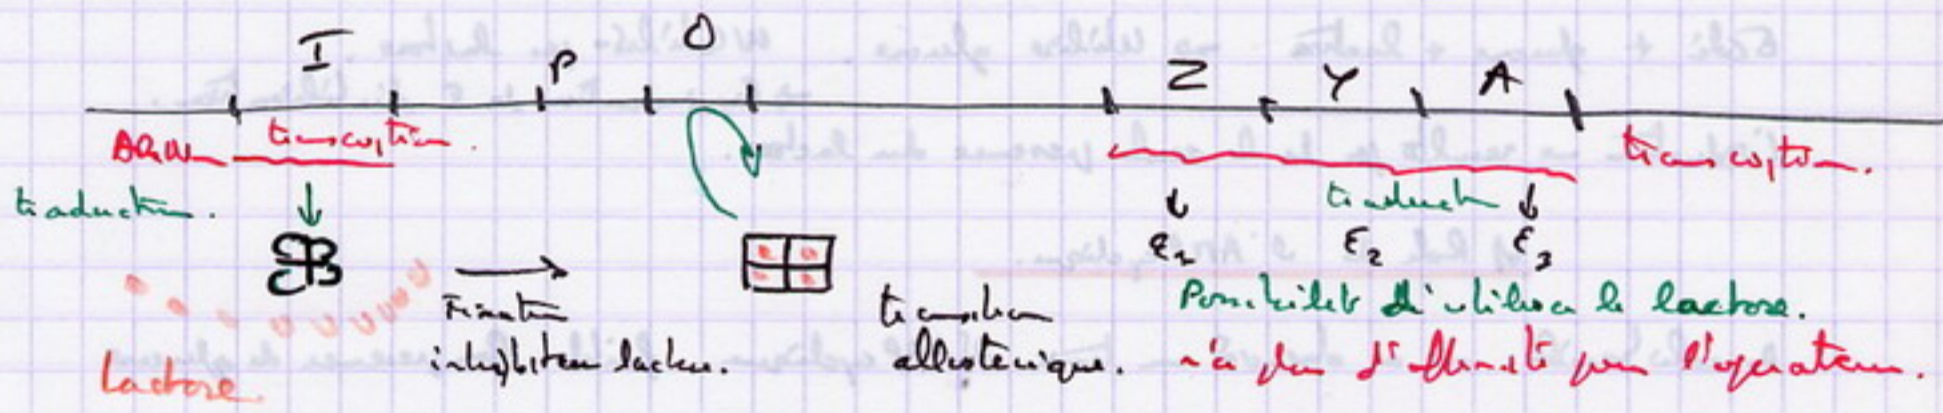 I P O Z Y A
ARN transcription. transcription.
traduction. traduction
E1 E2 E3
Possibilité d'utiliser le lactose.
Fixation transition
inhibiteur lactose. allostérique. n'a plus d'affinité pour l'opérateur.
Lactose